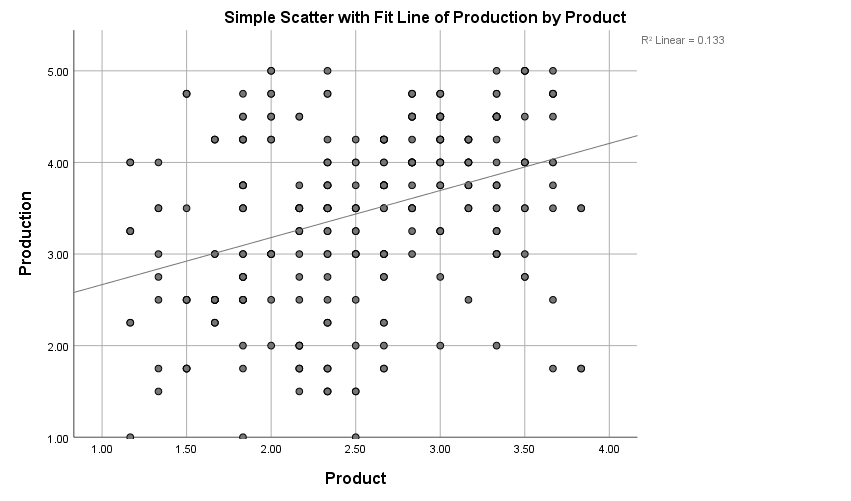 Simple Scatter with Fit Line of Production by Product
R² Linear = 0.133
5.00
4.00
3.00
2.00
1.00
Production
1.00 1.50 2.00 2.50 3.00 3.50 4.00
Product